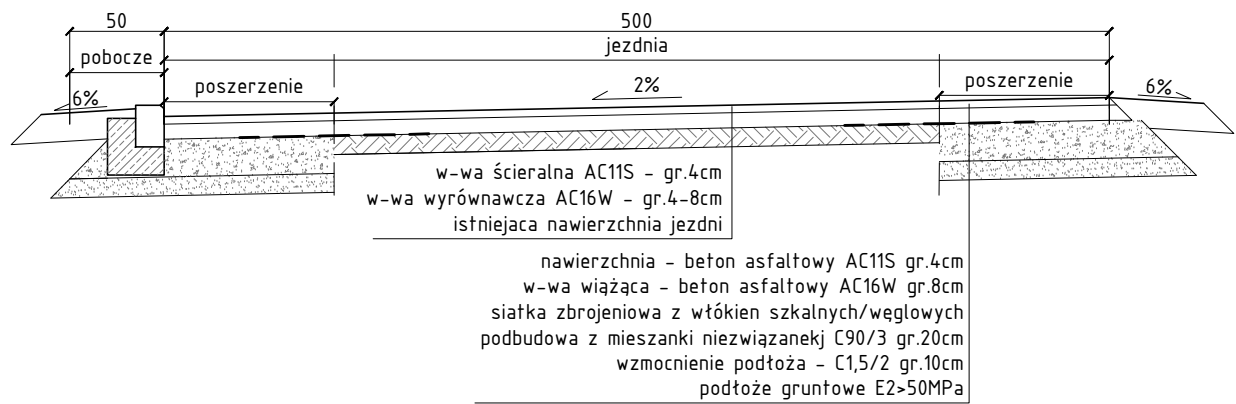 50
500
pobocze
jezdnia
poszerzenie
2%
poszerzenie
6%
6%
w-wa ścieralna AC11S - gr.4cm
w-wa wyrównawcza AC16W - gr.4-8cm
istniejaca nawierzchnia jezdni
nawierzchnia - beton asfaltowy AC11S gr.4cm
w-wa wiążąca - beton asfaltowy AC16W gr.8cm
siatka zbrojeniowa z włókien szkalnych/węglowych
podbudowa z mieszanki niezwiązanekj C90/3 gr.20cm
wzmocnienie podłoża - C1,5/2 gr.10cm
podłoże gruntowe E2>50MPa